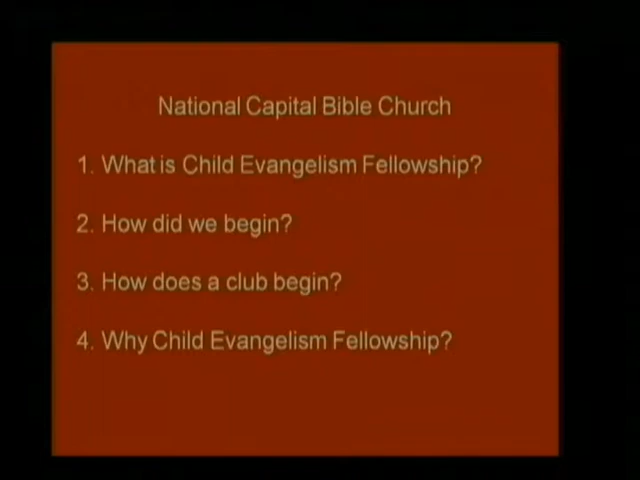 National Capital Bible Church
1. What is Child Evangelism Fellowship?
2. How did we begin?
3. How does a club begin?
4. Why Child Evangelism Fellowship?